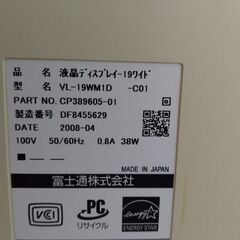 品名 液晶ディスプレイ-19ワイド
型名 VL-19WM1D -C01
PART NO. CP389605-01
製造番号 DF8455629
DATE 2008-04
100V 50/60Hz 0.8A 38W
MADE IN JAPAN
富士通株式会社
VCCI
PC
リサイクル
ENERGY STAR